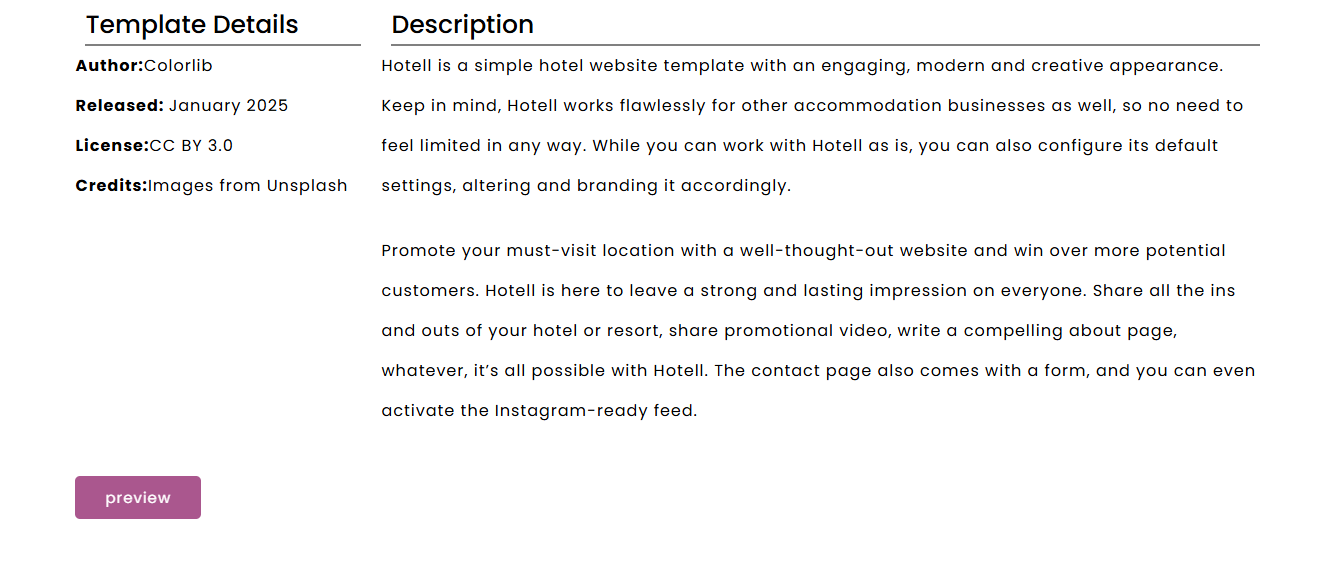 Template Details
Author:Colorlib
Released: January 2025
License:CC BY 3.0
Credits:Images from Unsplash
Description
Hotell is a simple hotel website template with an engaging, modern and creative appearance.
Keep in mind, Hotell works flawlessly for other accommodation businesses as well, so no need to
feel limited in any way. While you can work with Hotell as is, you can also configure its default
settings, altering and branding it accordingly.
Promote your must-visit location with a well-thought-out website and win over more potential
customers. Hotell is here to leave a strong and lasting impression on everyone. Share all the ins
and outs of your hotel or resort, share promotional video, write a compelling about page,
whatever, it’s all possible with Hotell. The contact page also comes with a form, and you can even
activate the Instagram-ready feed.
preview